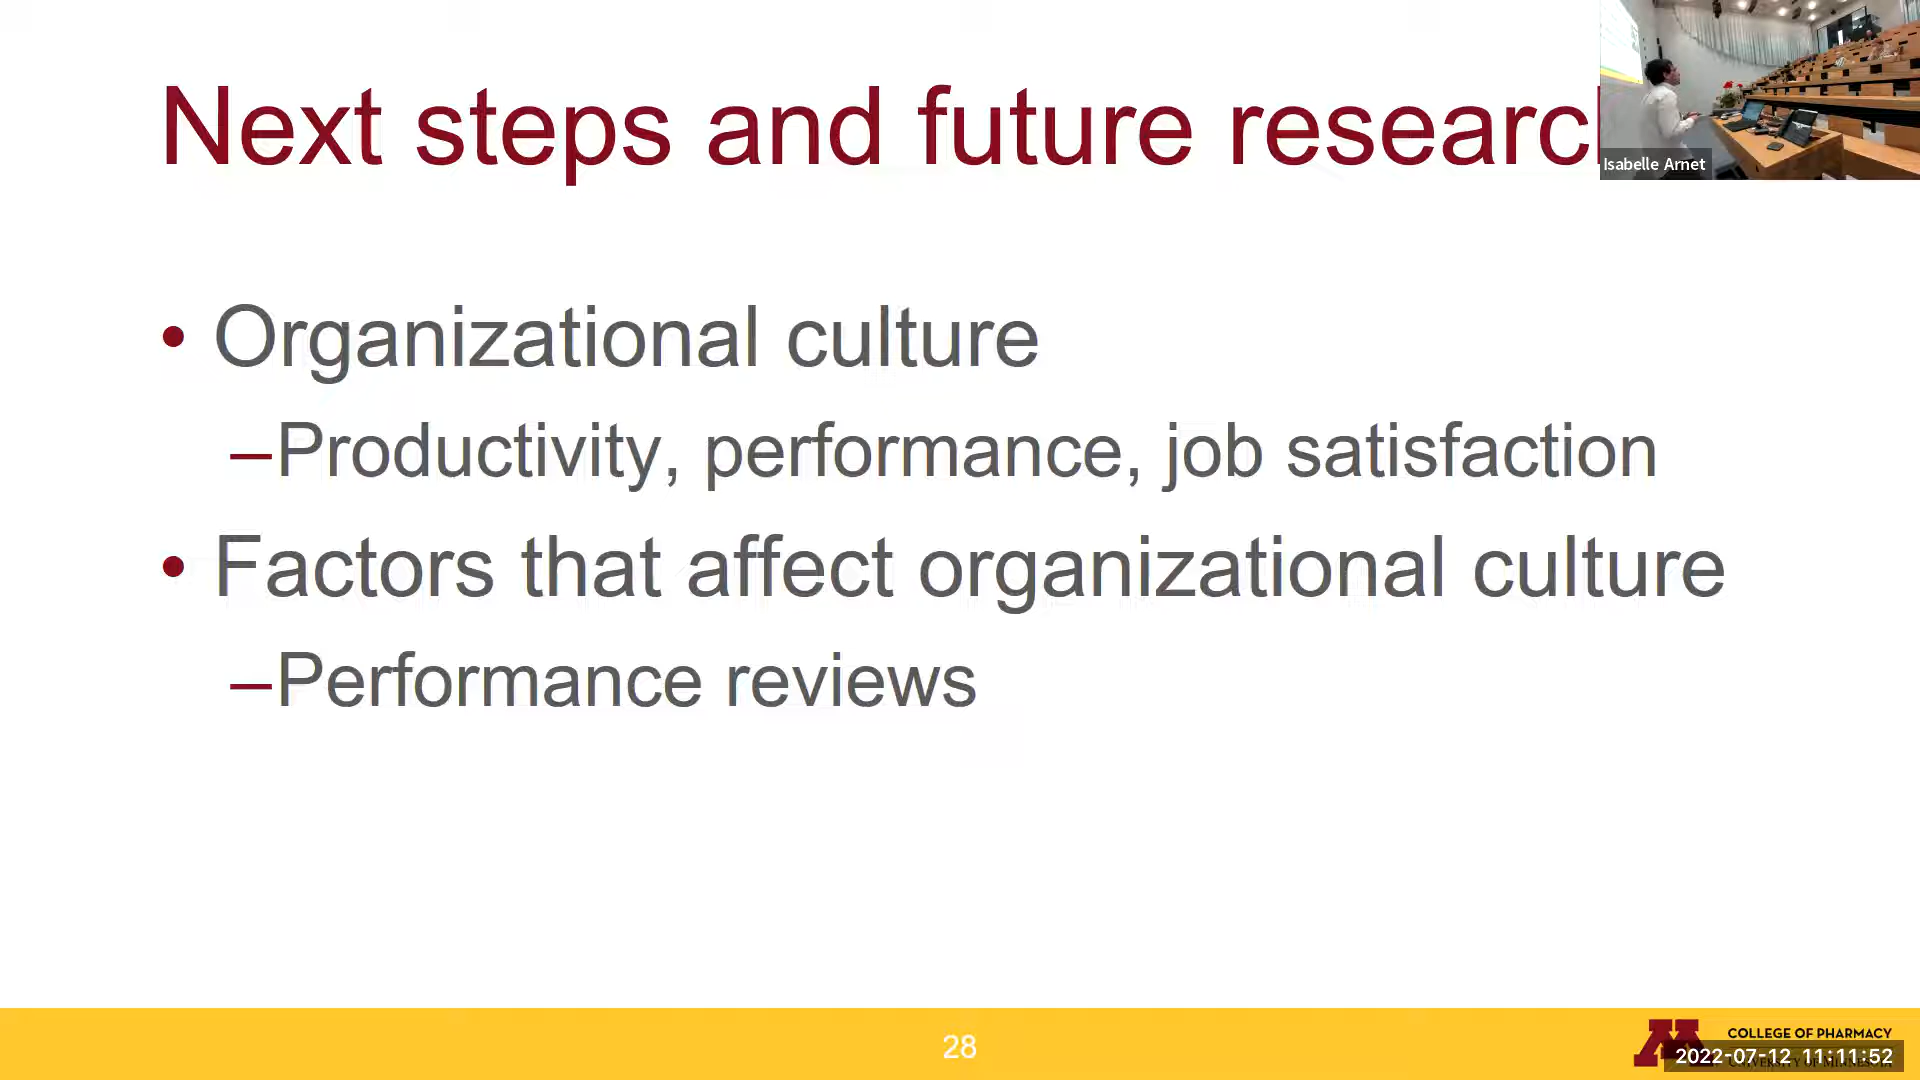 Next steps and future researc
Isabelle Arnet
• Organizational culture
–Productivity, performance, job satisfaction
• Factors that affect organizational culture
–Performance reviews
28
COLLEGE OF PHARMACY
2022-07-12 11:11:52